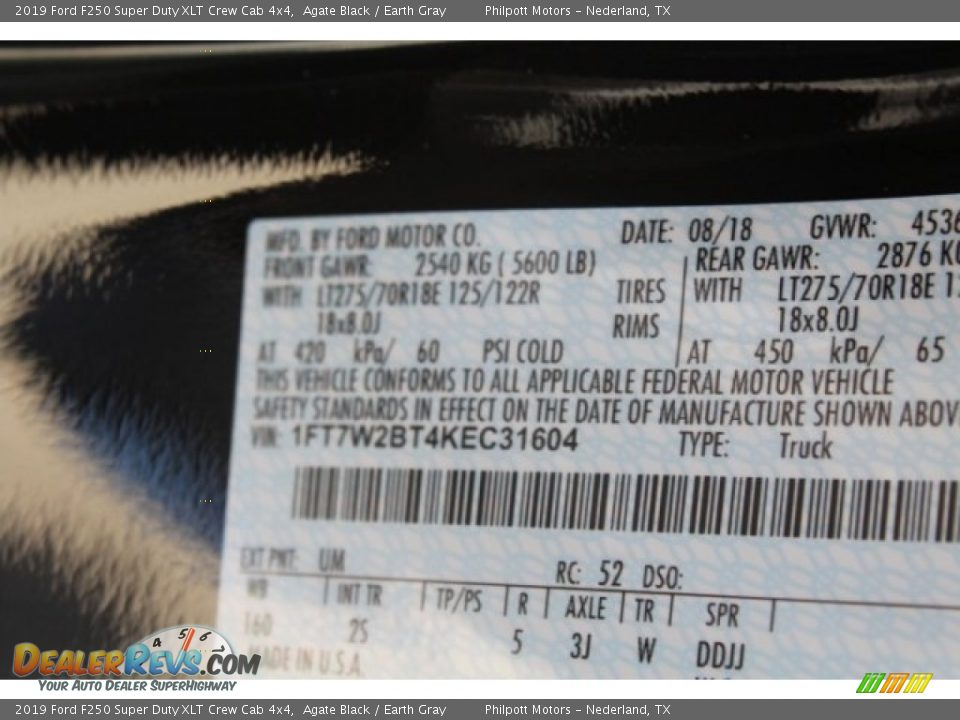 2019 Ford F250 Super Duty XLT Crew Cab 4x4, Agate Black / Earth Gray Philpott Motors - Nederland, TX
MFD. BY FORD MOTOR CO. DATE: 08/18 GVWR: 4536
FRONT GAWR: 2540 KG ( 5600 LB) REAR GAWR: 2876 KG
WITH LT275/70R18E 125/122R TIRES WITH LT275/70R18E 12
18x8.0J RIMS 18x8.0J
AT 420 kPa/ 60 PSI COLD AT 450 kPa/ 65
THIS VEHICLE CONFORMS TO ALL APPLICABLE FEDERAL MOTOR VEHICLE
SAFETY STANDARDS IN EFFECT ON THE DATE OF MANUFACTURE SHOWN ABOVE
VIN: 1FT7W2BT4KEC31604 TYPE: Truck
EXT PNT: UM RC: 52 DSO:
WB INT TR TP/PS R AXLE TR SPR
160 2S 5 3J W DDJJ
MADE IN U.S.A.
4 5 6
DealerRevs.com
Your Auto Dealer SuperHighway
2019 Ford F250 Super Duty XLT Crew Cab 4x4, Agate Black / Earth Gray Philpott Motors - Nederland, TX